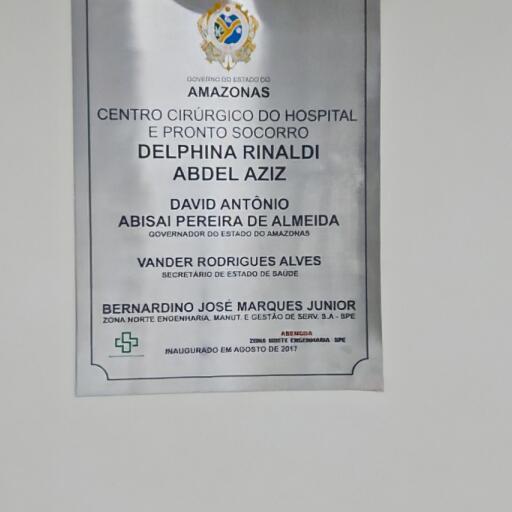 GOVERNO DO ESTADO DO
AMAZONAS
CENTRO CIRÚRGICO DO HOSPITAL
E PRONTO SOCORRO
DELPHINA RINALDI
ABDEL AZIZ
DAVID ANTÔNIO
ABISAI PEREIRA DE ALMEIDA
GOVERNADOR DO ESTADO DO AMAZONAS
VANDER RODRIGUES ALVES
SECRETÁRIO DE ESTADO DE SAÚDE
BERNARDINO JOSÉ MARQUES JUNIOR
ZONA NORTE ENGENHARIA, MANUT. E GESTÃO DE SERV. S.A - SPE
ABENGOA
ZONA NORTE ENGENHARIA SPE
INAUGURADO EM AGOSTO DE 2017